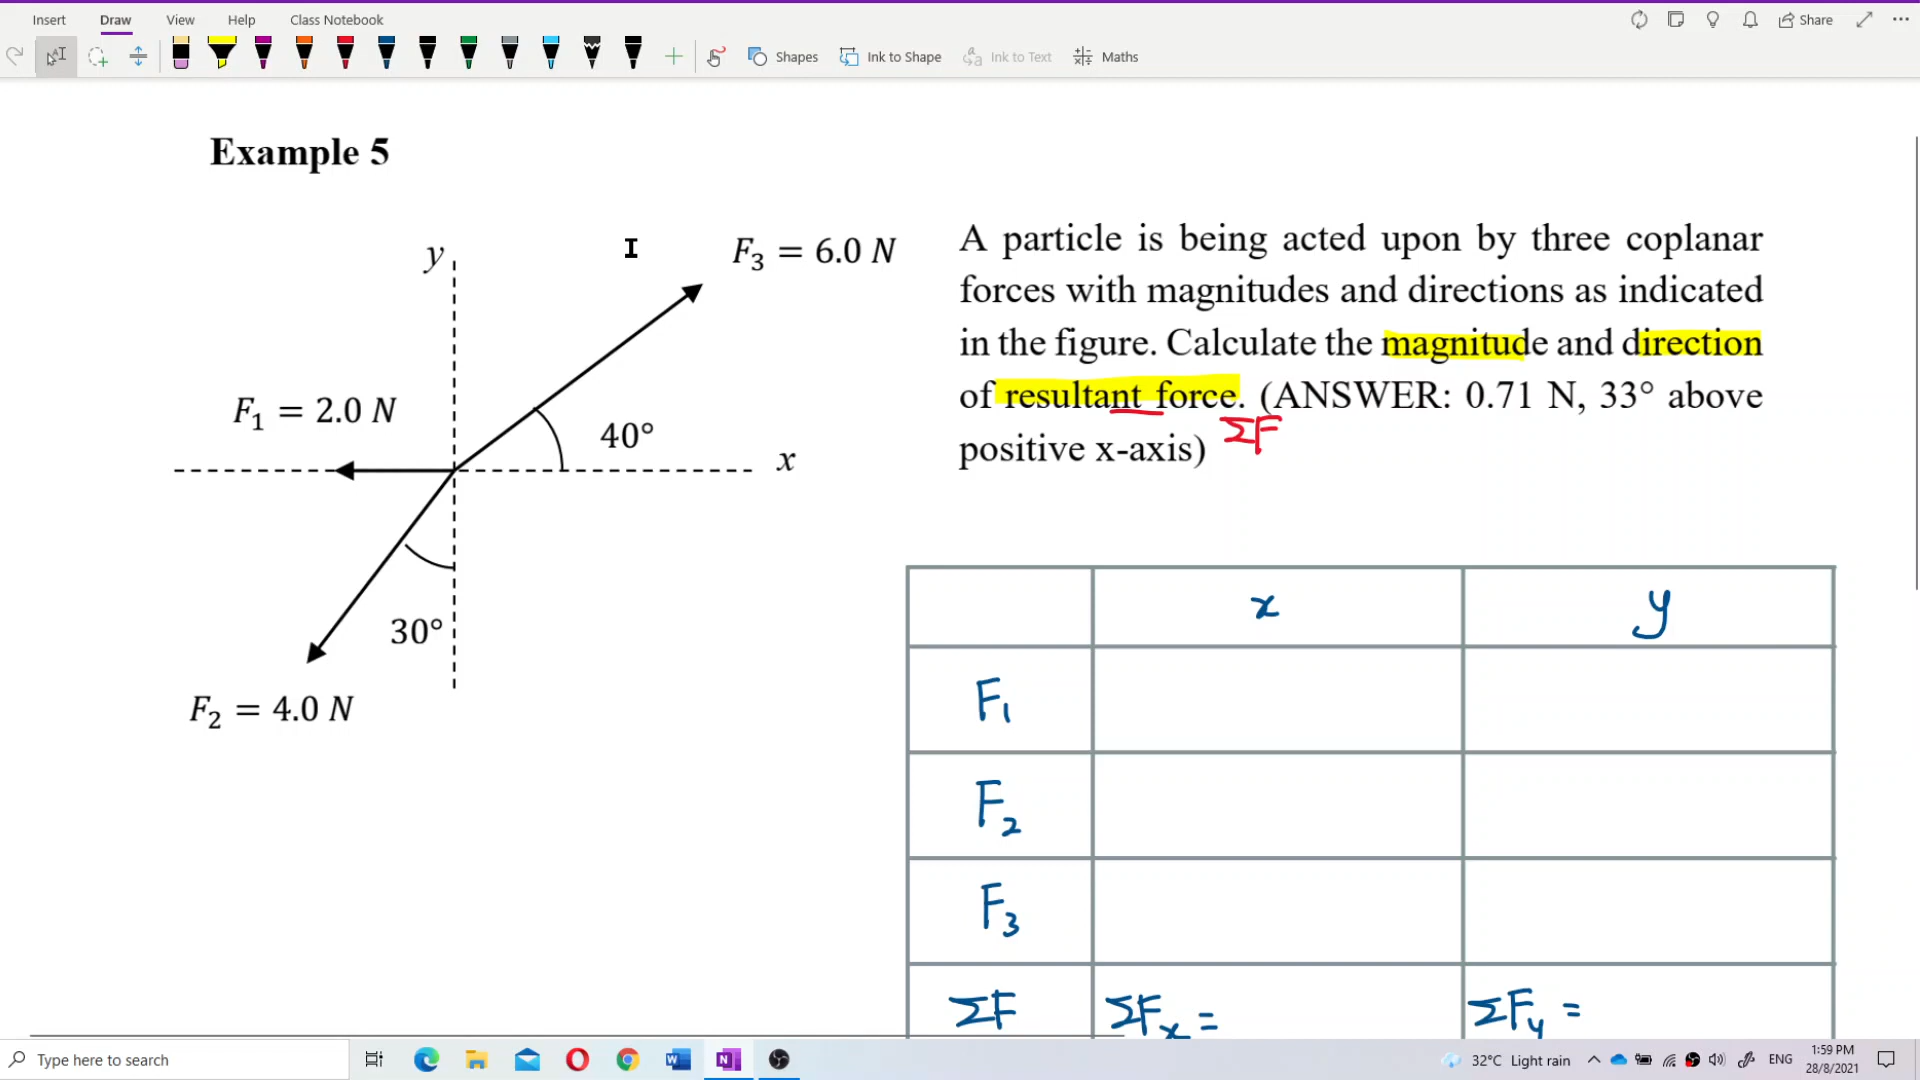 Insert Draw View Help Class Notebook Share
Shapes Ink to Shape Ink to Text Maths
Example 5
y
F₃ = 6.0 N
F₁ = 2.0 N
40°
x
30°
F₂ = 4.0 N
A particle is being acted upon by three coplanar
forces with magnitudes and directions as indicated
in the figure. Calculate the magnitude and direction
of resultant force. (ANSWER: 0.71 N, 33° above
positive x-axis)
ΣF
x y
F₁
F₂
F₃
ΣF ΣFₓ = ΣFᵧ =
Type here to search
32°C Light rain ENG 1:59 PM
28/8/2021